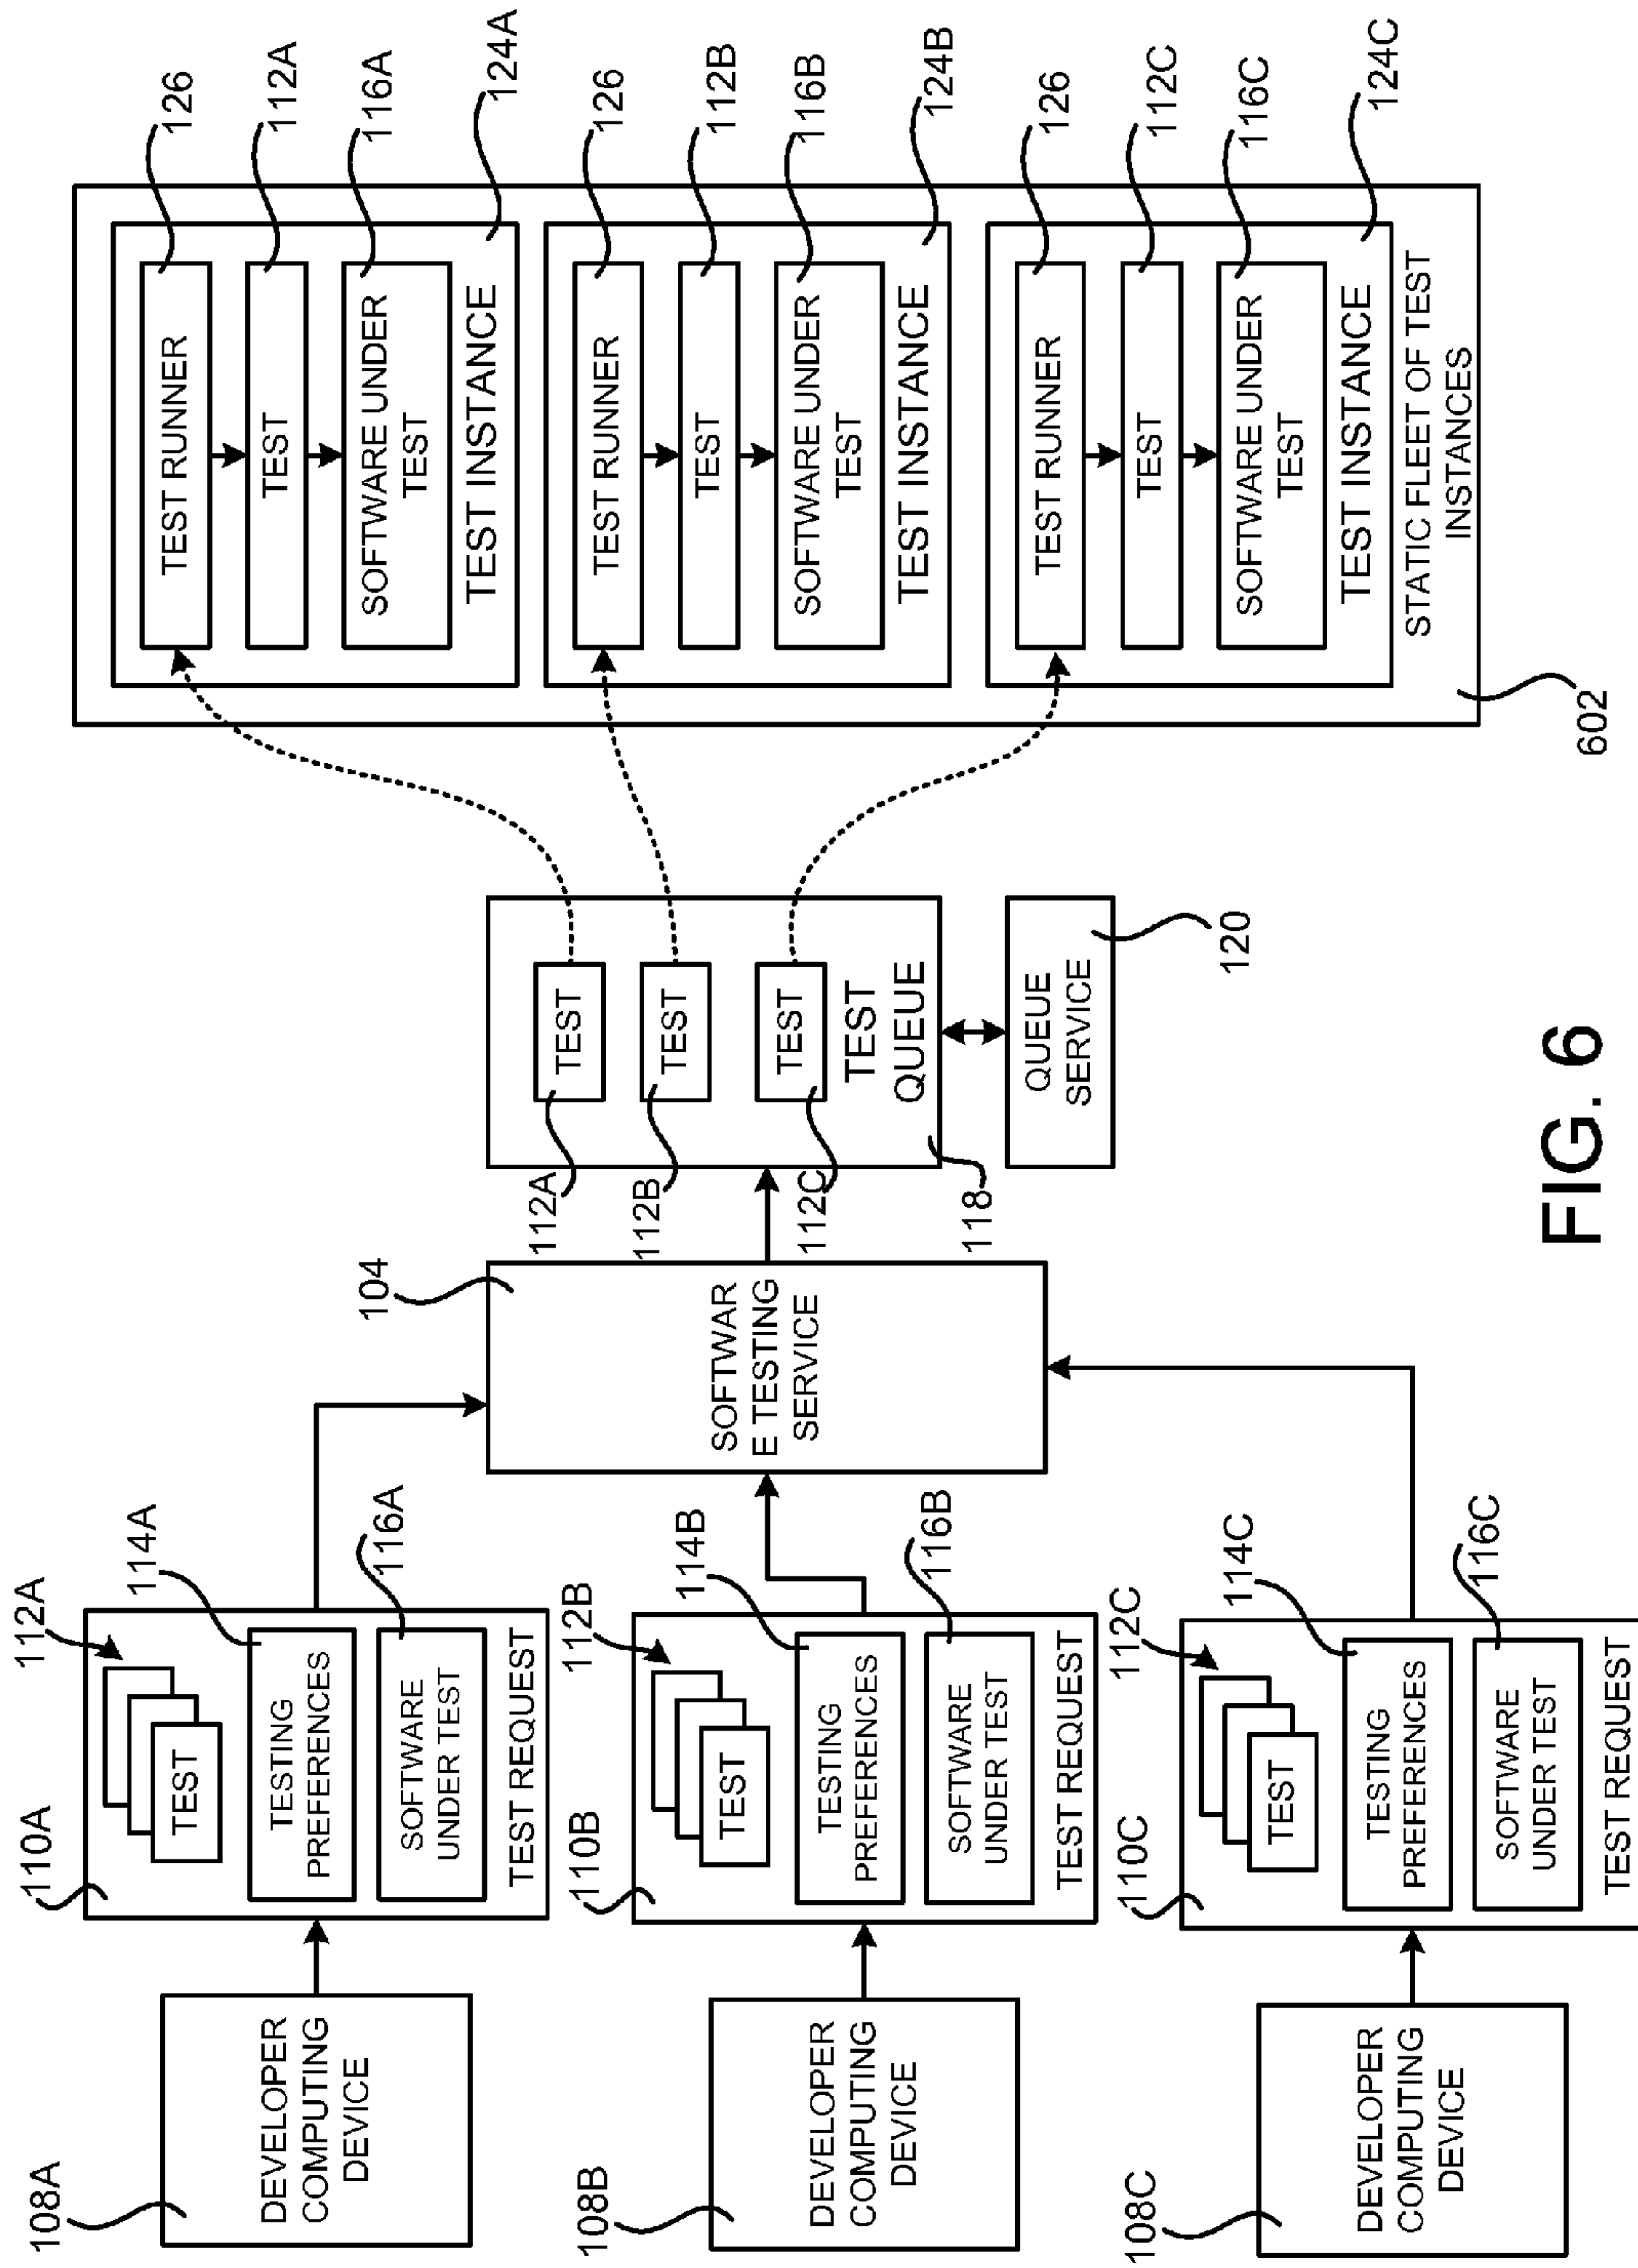 108A
DEVELOPER
COMPUTING
DEVICE
110A
112A
TEST
114A
TESTING
PREFERENCES
116A
SOFTWARE
UNDER TEST
TEST REQUEST
108B
DEVELOPER
COMPUTING
DEVICE
110B
112B
TEST
114B
TESTING
PREFERENCES
116B
SOFTWARE
UNDER TEST
TEST REQUEST
108C
DEVELOPER
COMPUTING
DEVICE
110C
112C
TEST
114C
TESTING
PREFERENCES
116C
SOFTWARE
UNDER TEST
TEST REQUEST
104
SOFTWAR
E TESTING
SERVICE
112A
TEST
112B
TEST
112C
TEST
TEST
QUEUE
118
QUEUE
SERVICE
120
TEST RUNNER
126
TEST
112A
SOFTWARE UNDER
TEST
116A
TEST INSTANCE
124A
TEST RUNNER
126
TEST
112B
SOFTWARE UNDER
TEST
116B
TEST INSTANCE
124B
TEST RUNNER
126
TEST
112C
SOFTWARE UNDER
TEST
116C
TEST INSTANCE
124C
STATIC FLEET OF TEST
INSTANCES
602
FIG. 6